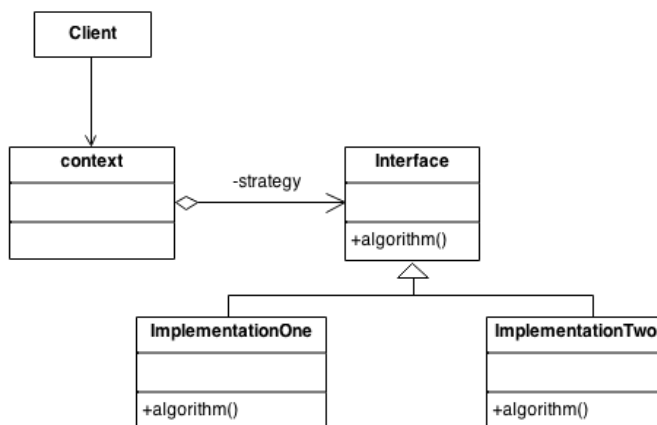 Client
context
-strategy
Interface
+algorithm()
ImplementationOne
+algorithm()
ImplementationTwo
+algorithm()